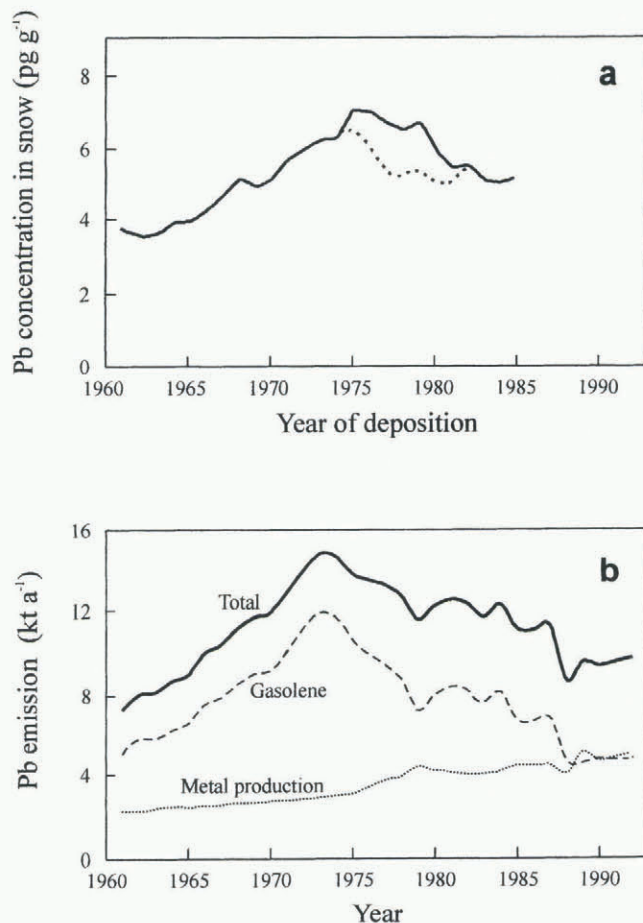 a
Pb concentration in snow (pg g⁻¹)
8
6
4
2
0
1960 1965 1970 1975 1980 1985 1990
Year of deposition
b
Pb emission (kt a⁻¹)
16
12
8
4
0
Total
Gasolene
Metal production
1960 1965 1970 1975 1980 1985 1990
Year